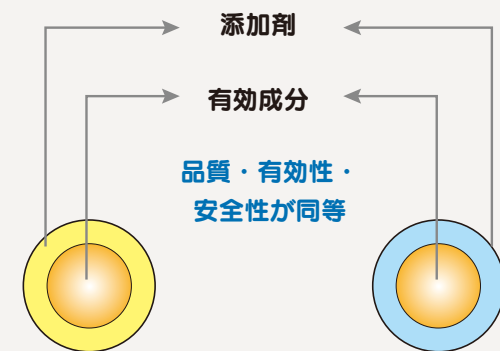 添加剤
有効成分
品質・有効性・
安全性が同等